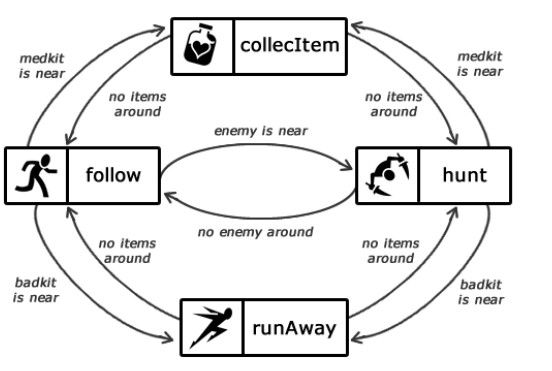 collecItem
medkit
is near
medkit
is near
no items
around
no items
around
enemy is near
follow
hunt
no enemy around
no items
around
no items
around
badkit
is near
badkit
is near
runAway